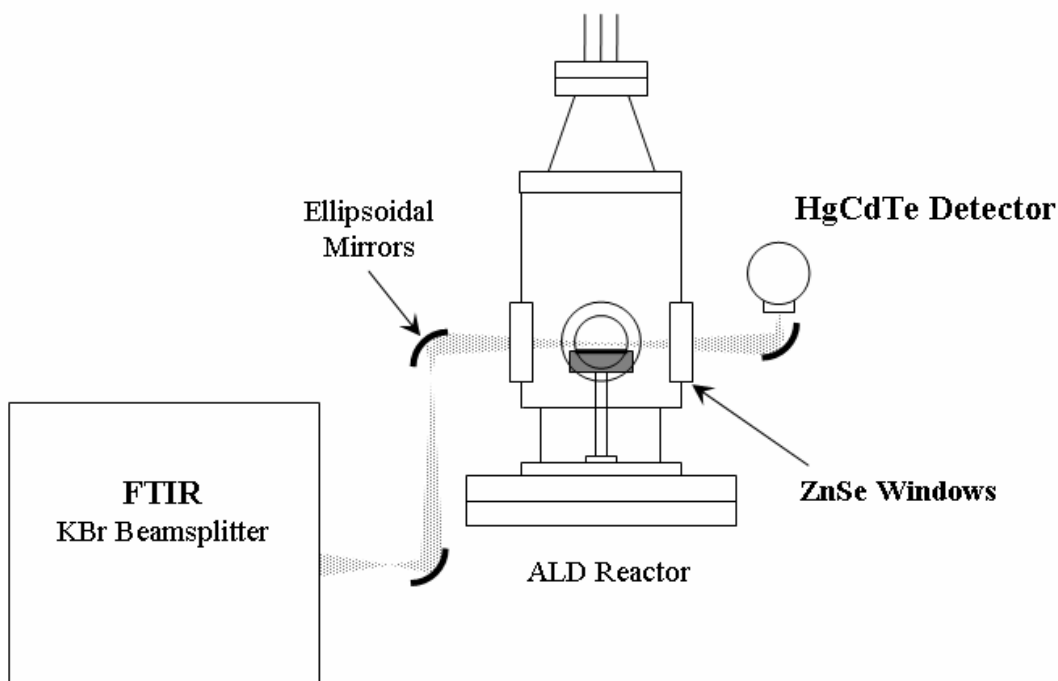 Ellipsoidal
Mirrors
HgCdTe Detector
FTIR
KBr Beamsplitter
ZnSe Windows
ALD Reactor